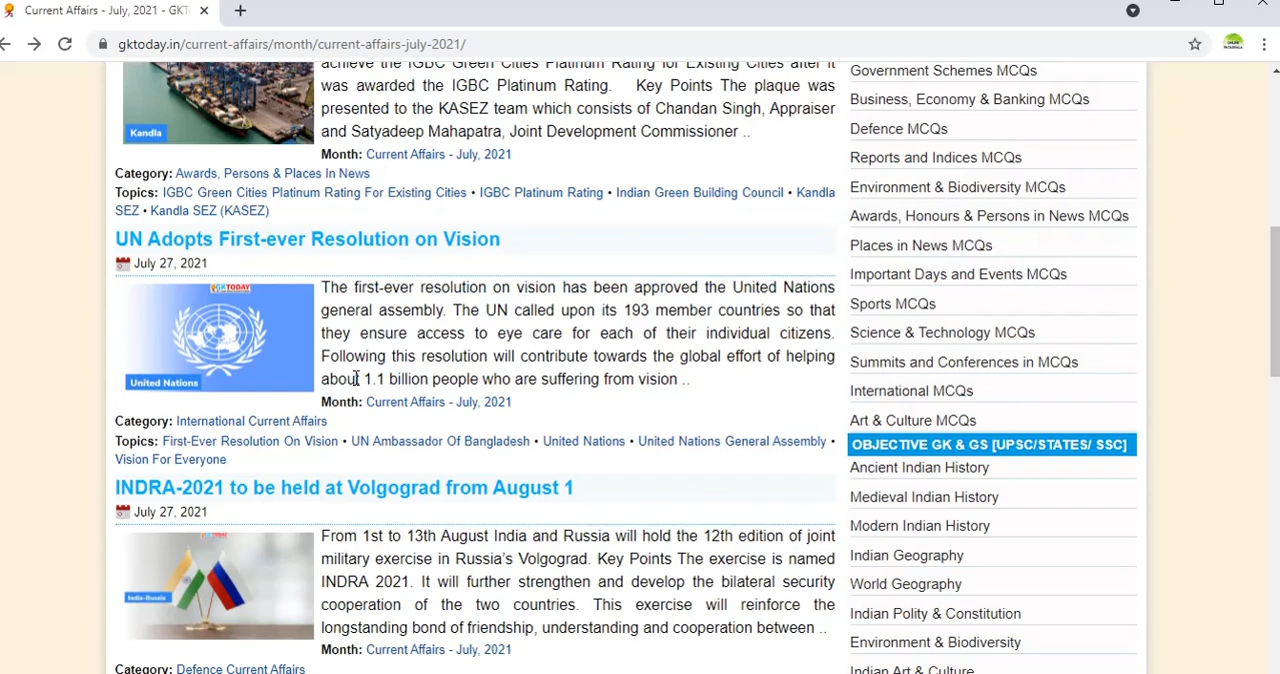 Current Affairs - July, 2021 - GKT
gktoday.in/current-affairs/month/current-affairs-july-2021/
achieve the IGBC Green Cities Platinum Rating for Existing Cities after it
was awarded the IGBC Platinum Rating. Key Points The plaque was
presented to the KASEZ team which consists of Chandan Singh, Appraiser
and Satyadeep Mahapatra, Joint Development Commissioner ..
Kandla
Month: Current Affairs - July, 2021
Category: Awards, Persons & Places In News
Topics: IGBC Green Cities Platinum Rating For Existing Cities • IGBC Platinum Rating • Indian Green Building Council • Kandla
SEZ • Kandla SEZ (KASEZ)
UN Adopts First-ever Resolution on Vision
July 27, 2021
GKTODAY
United Nations
The first-ever resolution on vision has been approved the United Nations
general assembly. The UN called upon its 193 member countries so that
they ensure access to eye care for each of their individual citizens.
Following this resolution will contribute towards the global effort of helping
about 1.1 billion people who are suffering from vision ..
Month: Current Affairs - July, 2021
Category: International Current Affairs
Topics: First-Ever Resolution On Vision • UN Ambassador Of Bangladesh • United Nations • United Nations General Assembly •
Vision For Everyone
INDRA-2021 to be held at Volgograd from August 1
July 27, 2021
India-Russia
From 1st to 13th August India and Russia will hold the 12th edition of joint
military exercise in Russia's Volgograd. Key Points The exercise is named
INDRA 2021. It will further strengthen and develop the bilateral security
cooperation of the two countries. This exercise will reinforce the
longstanding bond of friendship, understanding and cooperation between ..
Month: Current Affairs - July, 2021
Category: Defence Current Affairs
Government Schemes MCQs
Business, Economy & Banking MCQs
Defence MCQs
Reports and Indices MCQs
Environment & Biodiversity MCQs
Awards, Honours & Persons in News MCQs
Places in News MCQs
Important Days and Events MCQs
Sports MCQs
Science & Technology MCQs
Summits and Conferences in MCQs
International MCQs
Art & Culture MCQs
OBJECTIVE GK & GS [UPSC/STATES/ SSC]
Ancient Indian History
Medieval Indian History
Modern Indian History
Indian Geography
World Geography
Indian Polity & Constitution
Environment & Biodiversity
Indian Art & Culture